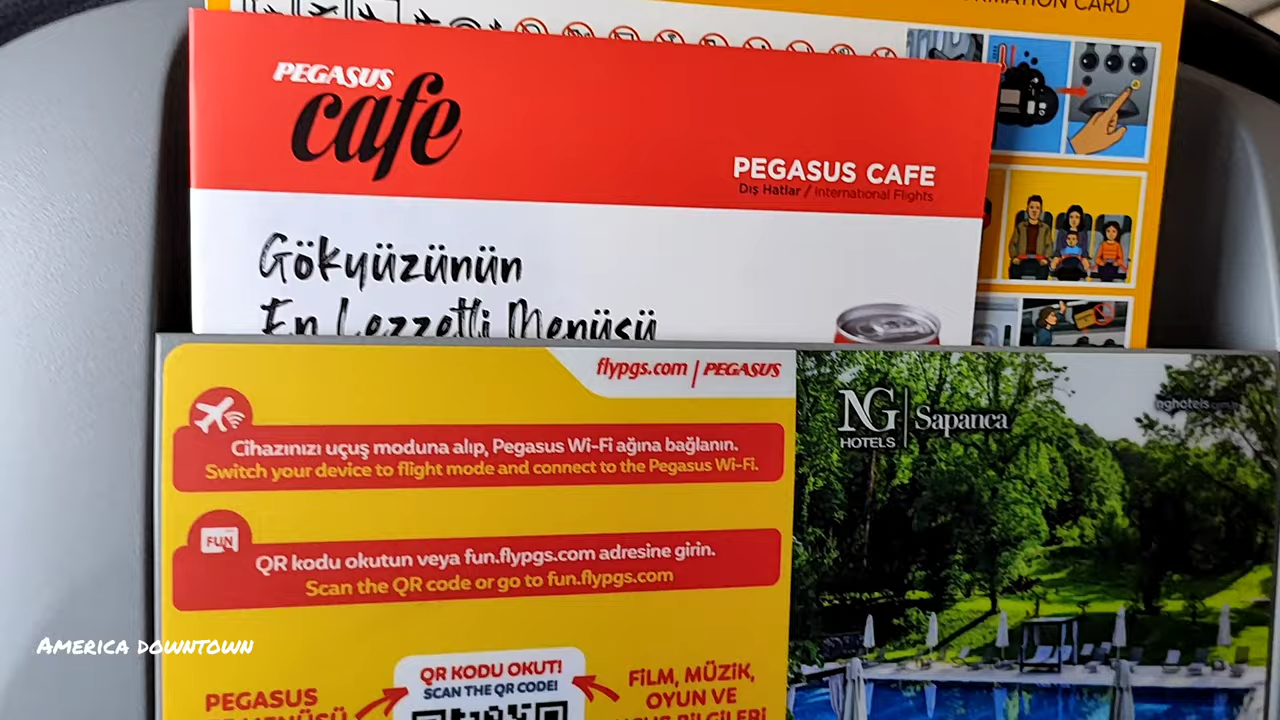 CARD
PEGASUS
cafe
PEGASUS CAFE
Dış Hatlar / International Flights
Gökyüzünün
En Lezzetli Menüsü
flypgs.com | PEGASUS
Cihazınızı uçuş moduna alıp, Pegasus Wi-Fi ağına bağlanın.
Switch your device to flight mode and connect to the Pegasus Wi-Fi.
FUN
QR kodu okutun veya fun.flypgs.com adresine girin.
Scan the QR code or go to fun.flypgs.com
QR KODU OKUT!
SCAN THE QR CODE!
PEGASUS
FİLM, MÜZİK,
OYUN VE
NG
HOTELS
Sapanca
nghotels
AMERICA DOWNTOWN